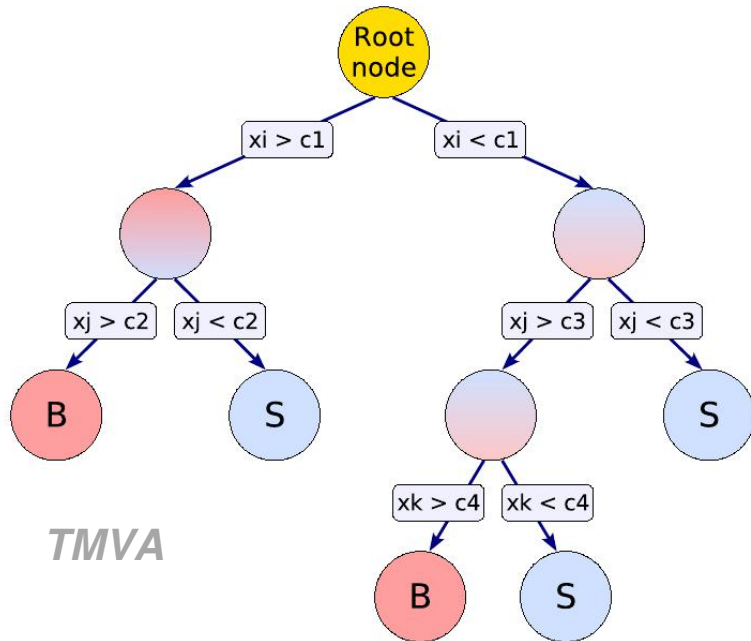 Root
node
xi > c1
xi < c1
xj > c2
xj < c2
xj > c3
xj < c3
B
S
S
xk > c4
xk < c4
TMVA
B
S